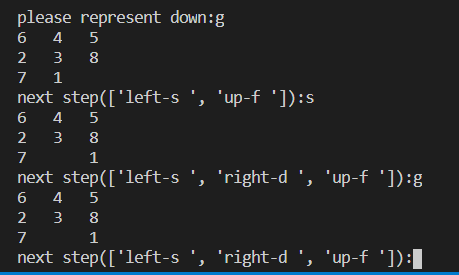 please represent down:g
6   4   5
2   3   8
7   1
next step(['left-s ', 'up-f ']):s
6   4   5
2   3   8
7       1
next step(['left-s ', 'right-d ', 'up-f ']):g
6   4   5
2   3   8
7       1
next step(['left-s ', 'right-d ', 'up-f ']):